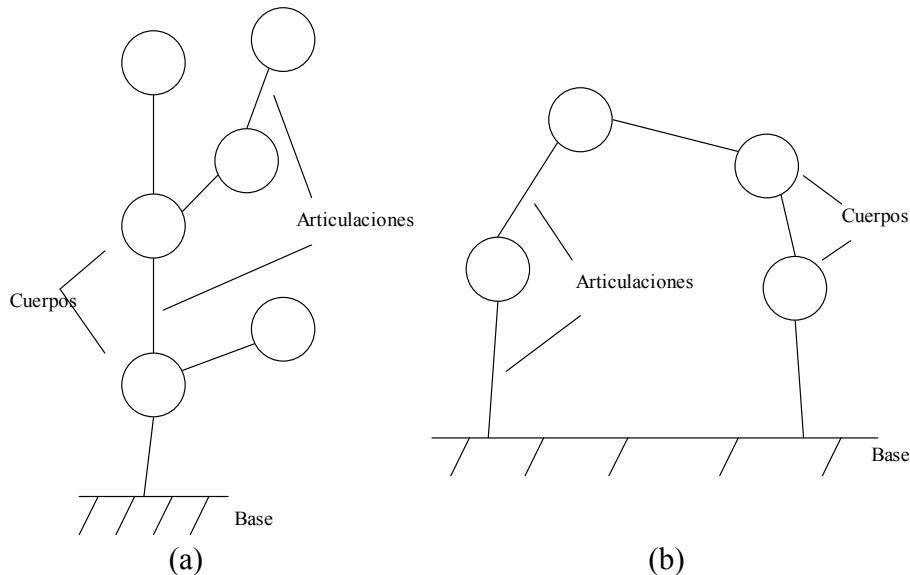 Articulaciones
Cuerpos
Base
(a)
Cuerpos
Articulaciones
Base
(b)